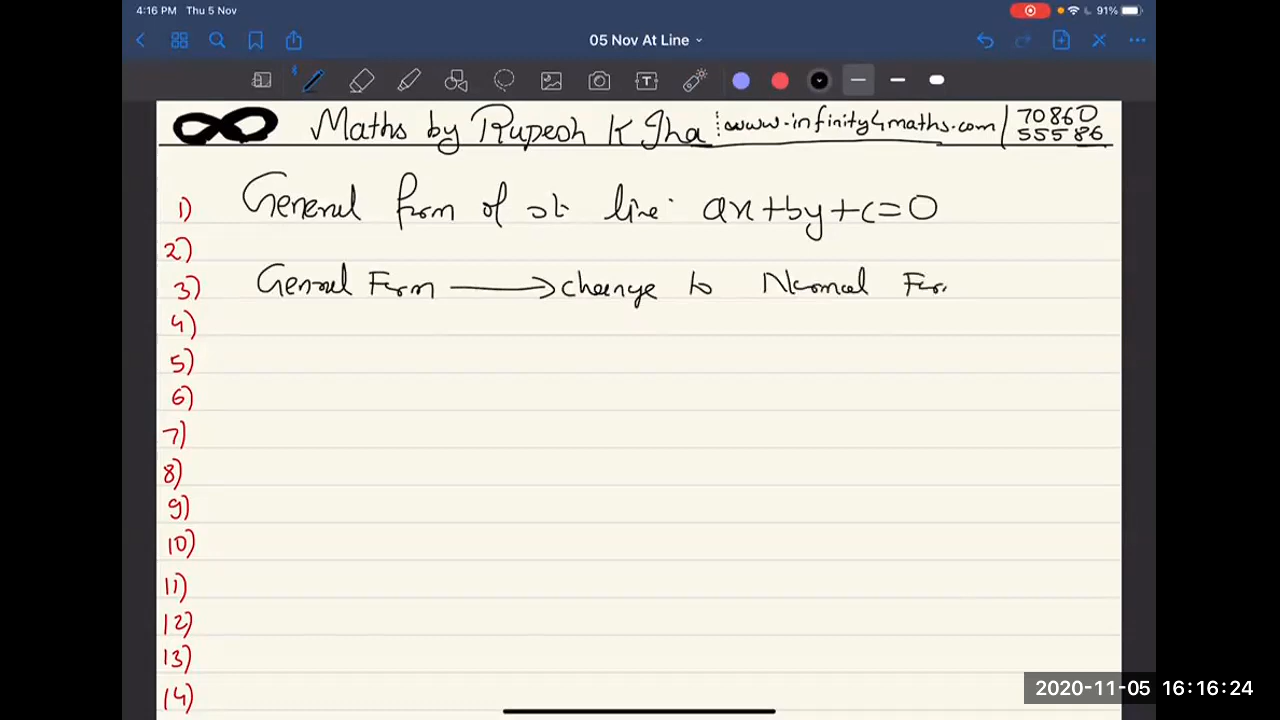 4:16 PM Thu 5 Nov
91%
05 Nov At Line
T
Maths by Rupesh K Jha www.infinity4maths.com 70860 55586
1) General form of st line: ax+by+c=0
2)
3) General Form → change to Normal For
4)
5)
6)
7)
8)
9)
10)
11)
12)
13)
14)
2020-11-05 16:16:24